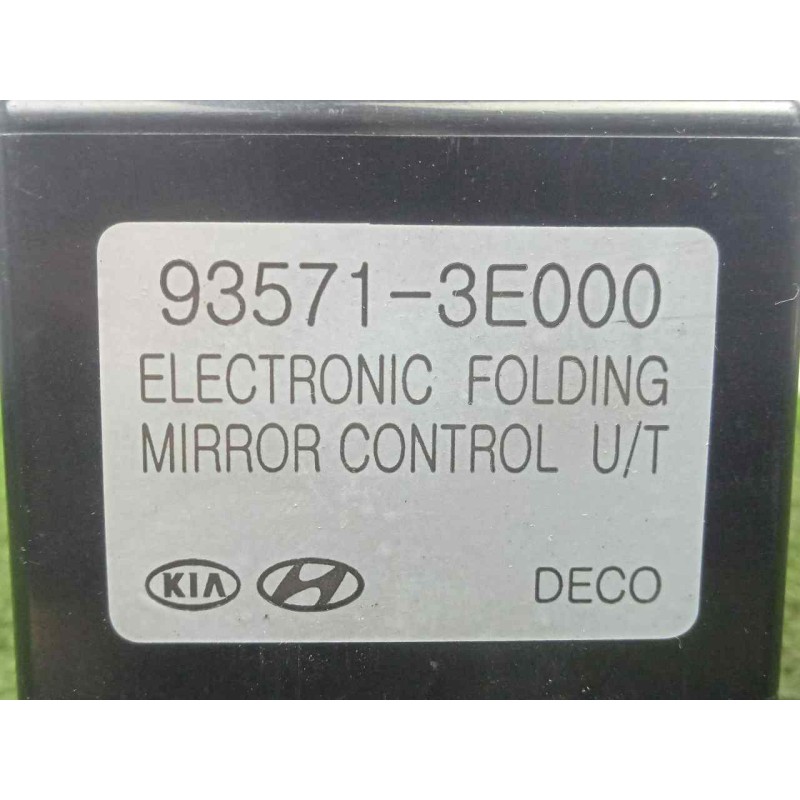 93571-3E000
ELECTRONIC FOLDING
MIRROR CONTROL U/T
KIA DECO